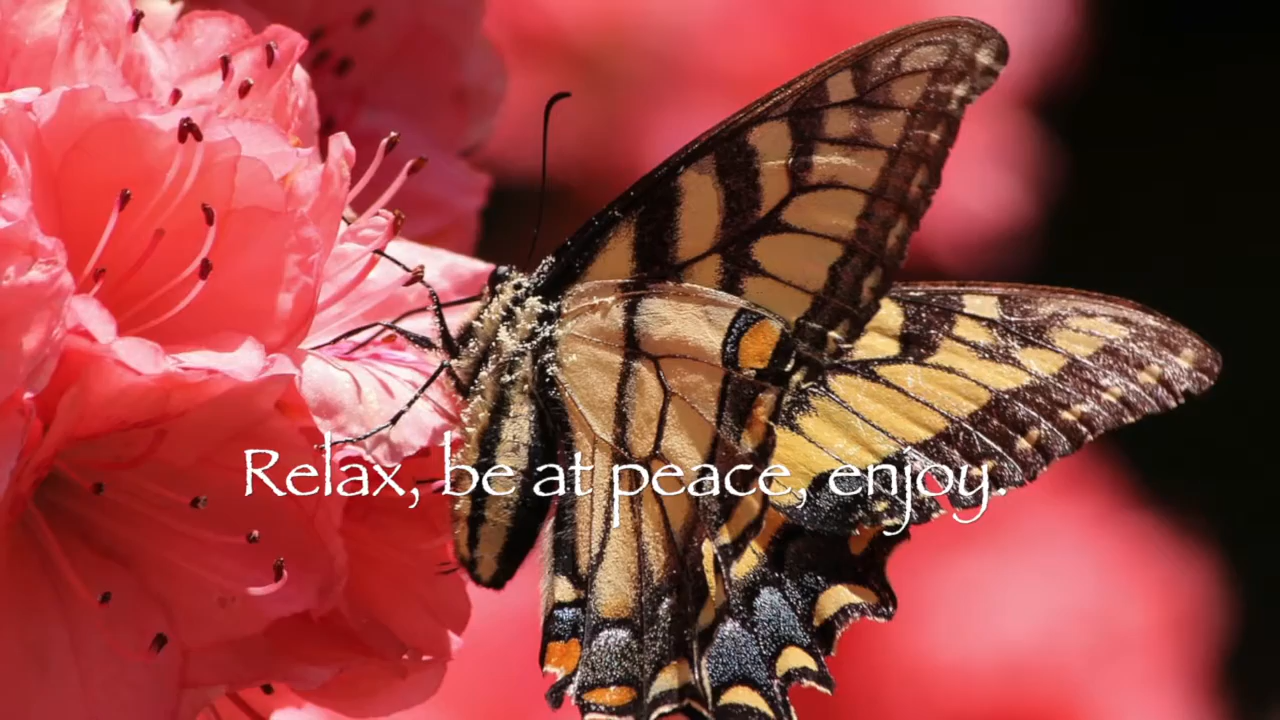 Relax, be at peace, enjoy.